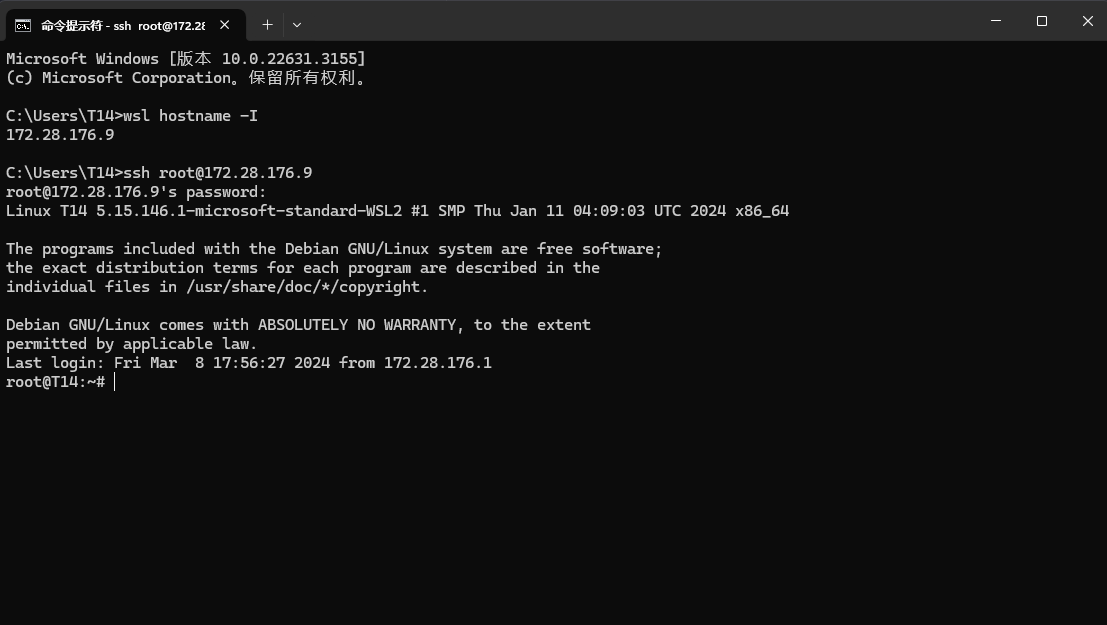 命令提示符 - ssh root@172.28
Microsoft Windows [版本 10.0.22631.3155]
(c) Microsoft Corporation。保留所有权利。
C:\Users\T14>wsl hostname -I
172.28.176.9
C:\Users\T14>ssh root@172.28.176.9
root@172.28.176.9's password:
Linux T14 5.15.146.1-microsoft-standard-WSL2 #1 SMP Thu Jan 11 04:09:03 UTC 2024 x86_64
The programs included with the Debian GNU/Linux system are free software;
the exact distribution terms for each program are described in the
individual files in /usr/share/doc/*/copyright.
Debian GNU/Linux comes with ABSOLUTELY NO WARRANTY, to the extent
permitted by applicable law.
Last login: Fri Mar  8 17:56:27 2024 from 172.28.176.1
root@T14:~#